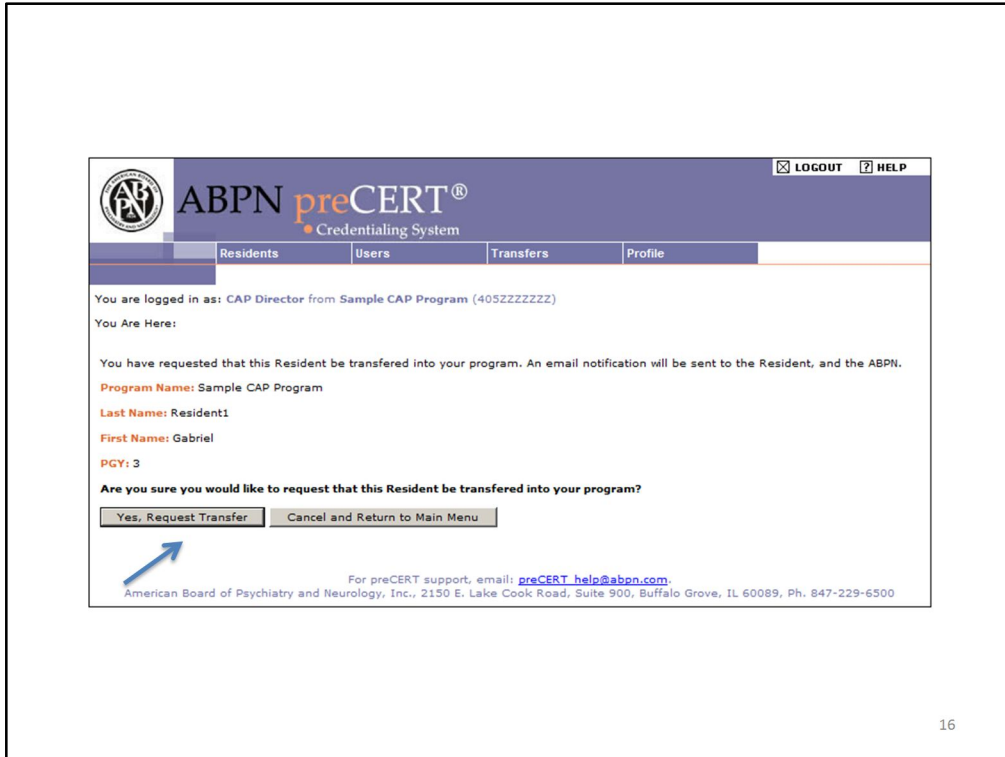 LOGOUT ? HELP
ABPN preCERT®
Credentialing System
Residents Users Transfers Profile
You are logged in as: CAP Director from Sample CAP Program (405ZZZZZZZ)
You Are Here:
You have requested that this Resident be transfered into your program. An email notification will be sent to the Resident, and the ABPN.
Program Name: Sample CAP Program
Last Name: Resident1
First Name: Gabriel
PGY: 3
Are you sure you would like to request that this Resident be transfered into your program?
Yes, Request Transfer Cancel and Return to Main Menu
For preCERT support, email: preCERT_help@abpn.com.
American Board of Psychiatry and Neurology, Inc., 2150 E. Lake Cook Road, Suite 900, Buffalo Grove, IL 60089, Ph. 847-229-6500
16